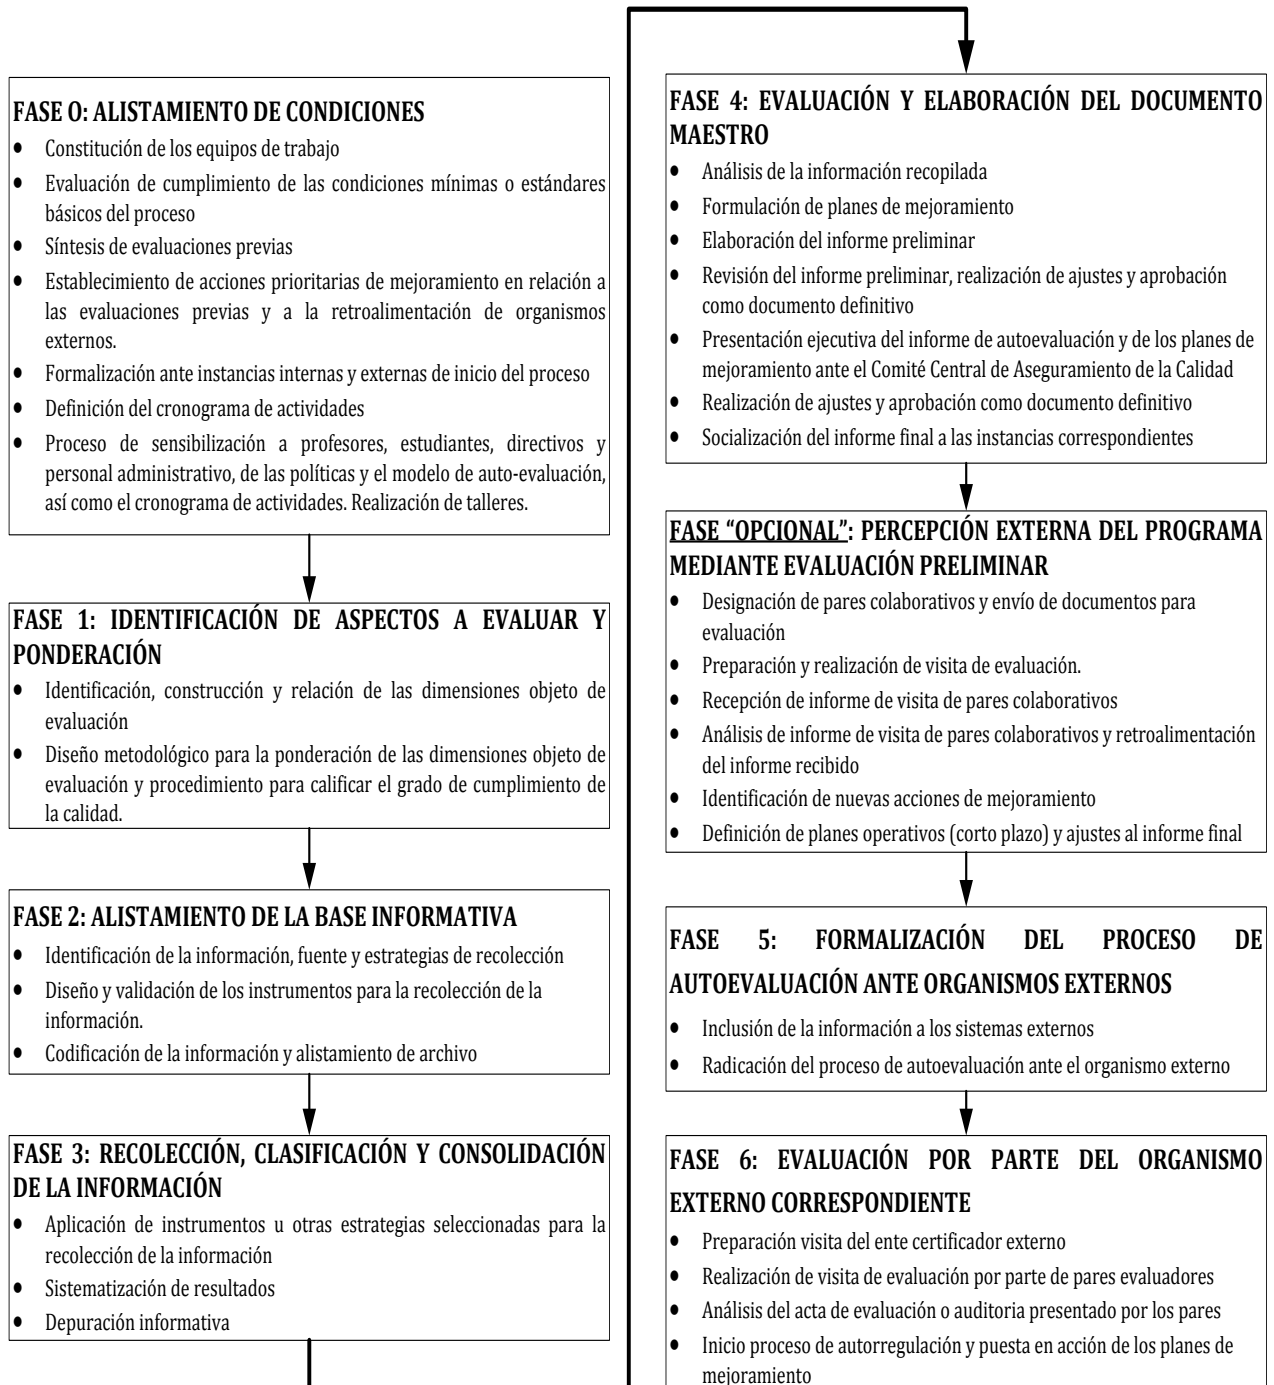 FASE O: ALISTAMIENTO DE CONDICIONES
• Constitución de los equipos de trabajo
• Evaluación de cumplimiento de las condiciones mínimas o estándares
básicos del proceso
• Síntesis de evaluaciones previas
• Establecimiento de acciones prioritarias de mejoramiento en relación a
las evaluaciones previas y a la retroalimentación de organismos
externos.
• Formalización ante instancias internas y externas de inicio del proceso
• Definición del cronograma de actividades
• Proceso de sensibilización a profesores, estudiantes, directivos y
personal administrativo, de las políticas y el modelo de auto-evaluación,
así como el cronograma de actividades. Realización de talleres.
FASE 1: IDENTIFICACIÓN DE ASPECTOS A EVALUAR Y
PONDERACIÓN
• Identificación, construcción y relación de las dimensiones objeto de
evaluación
• Diseño metodológico para la ponderación de las dimensiones objeto de
evaluación y procedimiento para calificar el grado de cumplimiento de
la calidad.
FASE 2: ALISTAMIENTO DE LA BASE INFORMATIVA
• Identificación de la información, fuente y estrategias de recolección
• Diseño y validación de los instrumentos para la recolección de la
información.
• Codificación de la información y alistamiento de archivo
FASE 3: RECOLECCIÓN, CLASIFICACIÓN Y CONSOLIDACIÓN
DE LA INFORMACIÓN
• Aplicación de instrumentos u otras estrategias seleccionadas para la
recolección de la información
• Sistematización de resultados
• Depuración informativa
FASE 4: EVALUACIÓN Y ELABORACIÓN DEL DOCUMENTO
MAESTRO
• Análisis de la información recopilada
• Formulación de planes de mejoramiento
• Elaboración del informe preliminar
• Revisión del informe preliminar, realización de ajustes y aprobación
como documento definitivo
• Presentación ejecutiva del informe de autoevaluación y de los planes de
mejoramiento ante el Comité Central de Aseguramiento de la Calidad
• Realización de ajustes y aprobación como documento definitivo
• Socialización del informe final a las instancias correspondientes
FASE “OPCIONAL”: PERCEPCIÓN EXTERNA DEL PROGRAMA
MEDIANTE EVALUACIÓN PRELIMINAR
• Designación de pares colaborativos y envío de documentos para
evaluación
• Preparación y realización de visita de evaluación.
• Recepción de informe de visita de pares colaborativos
• Análisis de informe de visita de pares colaborativos y retroalimentación
del informe recibido
• Identificación de nuevas acciones de mejoramiento
• Definición de planes operativos (corto plazo) y ajustes al informe final
FASE 5: FORMALIZACIÓN DEL PROCESO DE
AUTOEVALUACIÓN ANTE ORGANISMOS EXTERNOS
• Inclusión de la información a los sistemas externos
• Radicación del proceso de autoevaluación ante el organismo externo
FASE 6: EVALUACIÓN POR PARTE DEL ORGANISMO
EXTERNO CORRESPONDIENTE
• Preparación visita del ente certificador externo
• Realización de visita de evaluación por parte de pares evaluadores
• Análisis del acta de evaluación o auditoria presentado por los pares
• Inicio proceso de autorregulación y puesta en acción de los planes de
mejoramiento